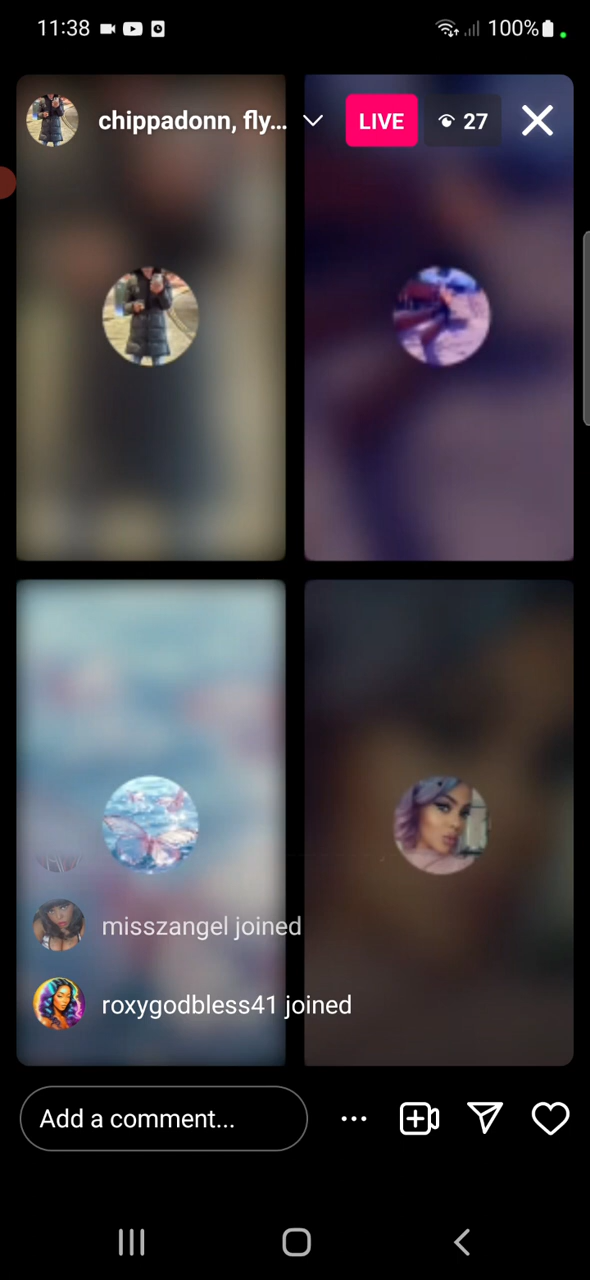 11:38 100%
chippadonn, fly... LIVE 27
misszangel joined
roxygodbless41 joined
Add a comment...